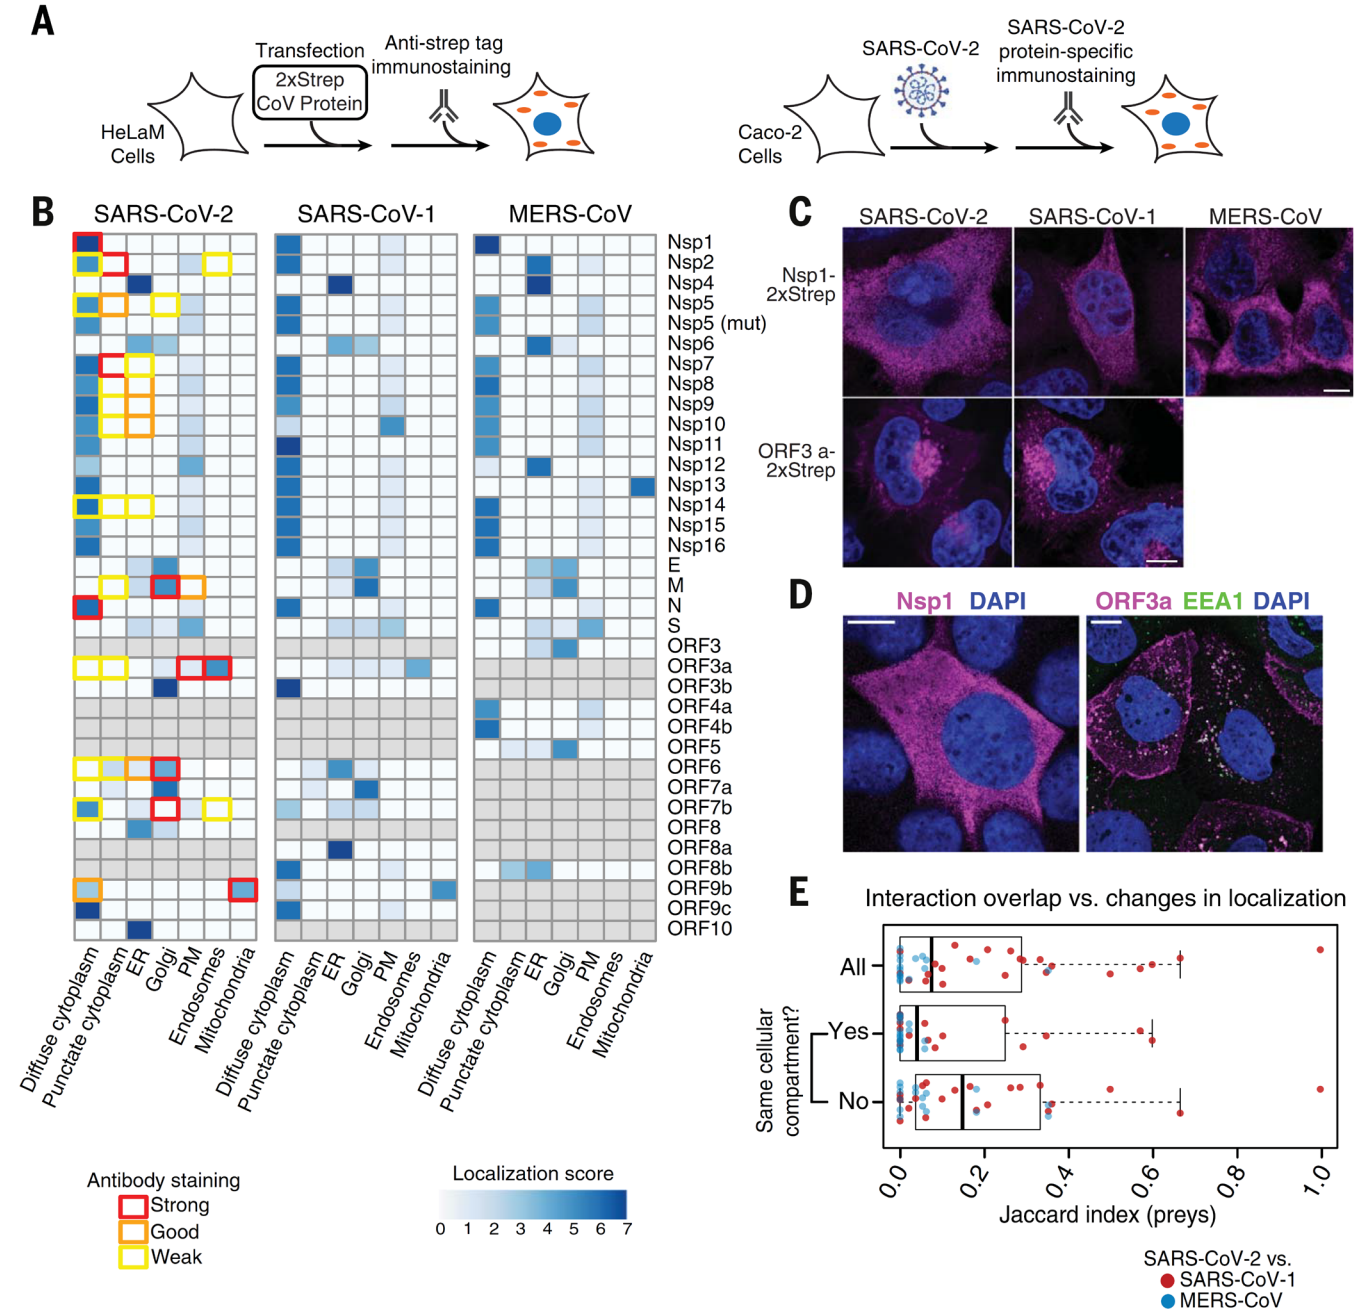 A
HeLaM
Cells
Transfection
2xStrep
CoV Protein
Anti-strep tag
immunostaining
Caco-2
Cells
SARS-CoV-2
SARS-CoV-2
protein-specific
immunostaining
B
SARS-CoV-2
SARS-CoV-1
MERS-CoV
Nsp1
Nsp2
Nsp4
Nsp5
Nsp5 (mut)
Nsp6
Nsp7
Nsp8
Nsp9
Nsp10
Nsp11
Nsp12
Nsp13
Nsp14
Nsp15
Nsp16
E
M
N
S
ORF3
ORF3a
ORF3b
ORF4a
ORF4b
ORF5
ORF6
ORF7a
ORF7b
ORF8
ORF8a
ORF8b
ORF9b
ORF9c
ORF10
Diffuse cytoplasm
Punctate cytoplasm
ER
Golgi
PM
Endosomes
Mitochondria
Diffuse cytoplasm
Punctate cytoplasm
ER
Golgi
PM
Endosomes
Mitochondria
Diffuse cytoplasm
Punctate cytoplasm
ER
Golgi
PM
Endosomes
Mitochondria
Antibody staining
Strong
Good
Weak
Localization score
0 1 2 3 4 5 6 7
C
SARS-CoV-2
SARS-CoV-1
MERS-CoV
Nsp1-
2xStrep
ORF3 a-
2xStrep
D
Nsp1 DAPI
ORF3a EEA1 DAPI
E
Interaction overlap vs. changes in localization
Same cellular
compartment?
All
Yes
No
0.0 0.2 0.4 0.6 0.8 1.0
Jaccard index (preys)
SARS-CoV-2 vs.
SARS-CoV-1
MERS-CoV